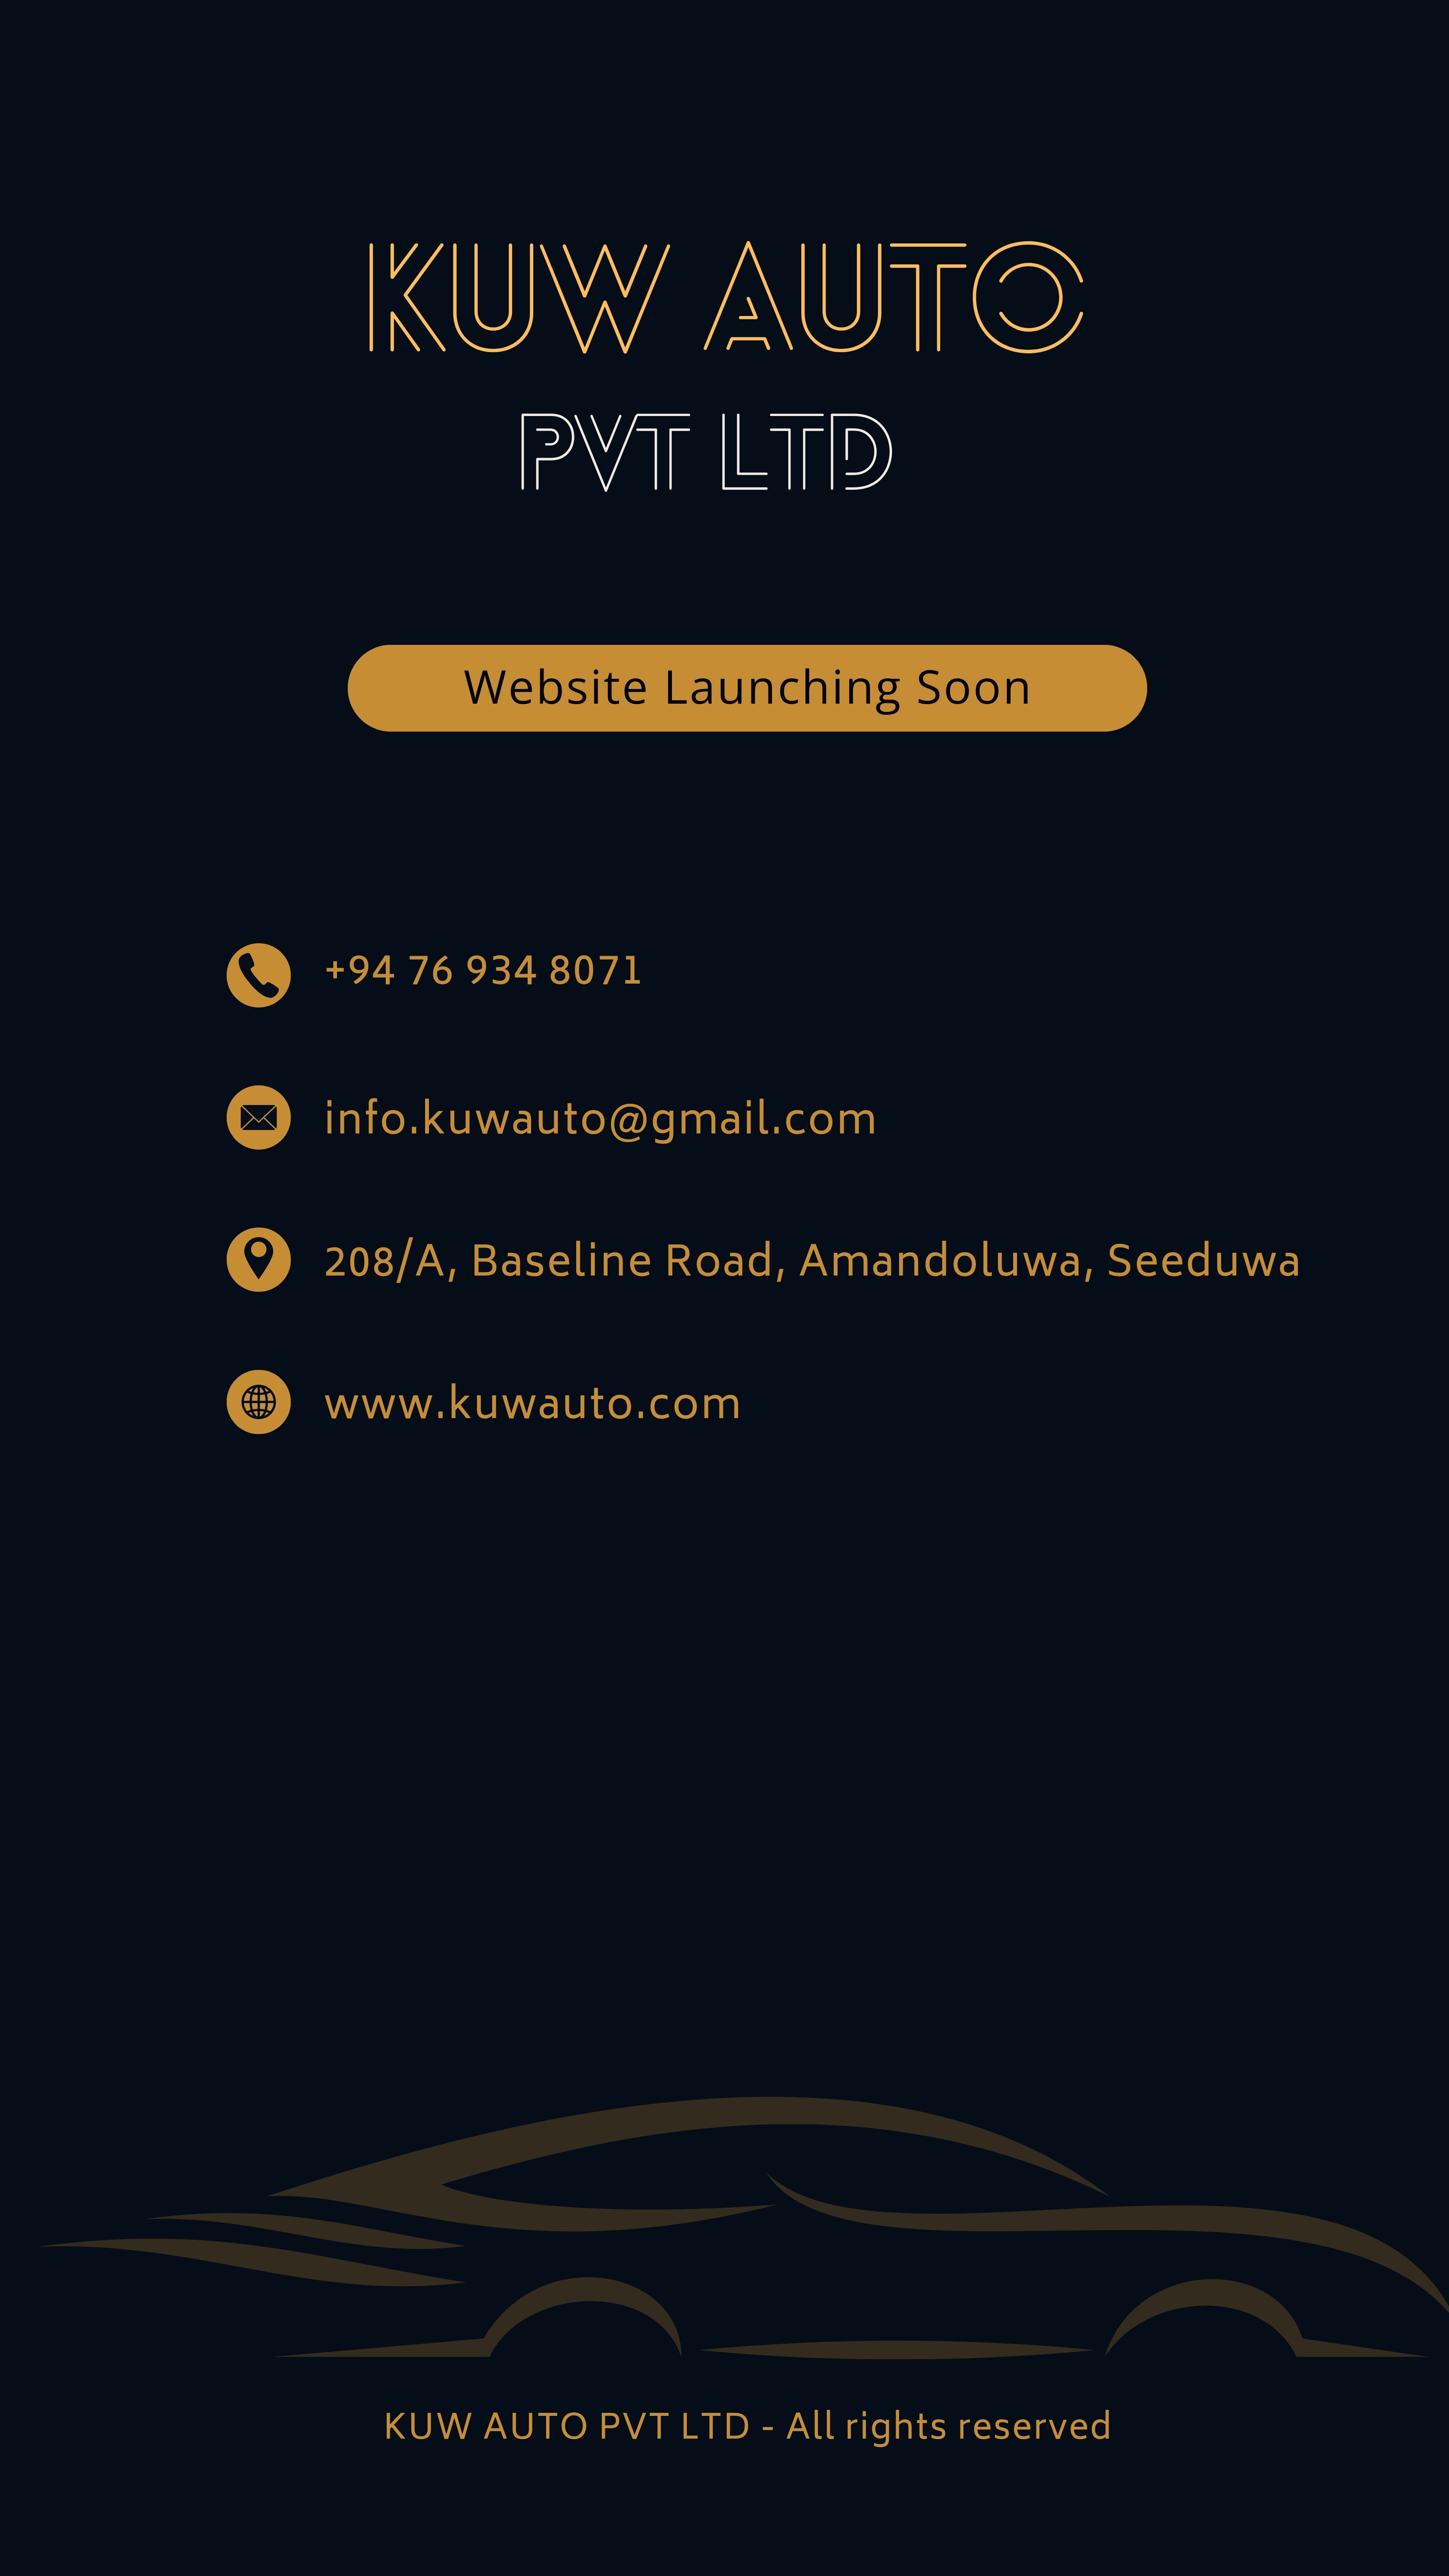 KUW AUTO
PVT LTD
Website Launching Soon
+94 76 934 8071
info.kuwauto@gmail.com
208/A, Baseline Road, Amandoluwa, Seeduwa
www.kuwauto.com
KUW AUTO PVT LTD - All rights reserved